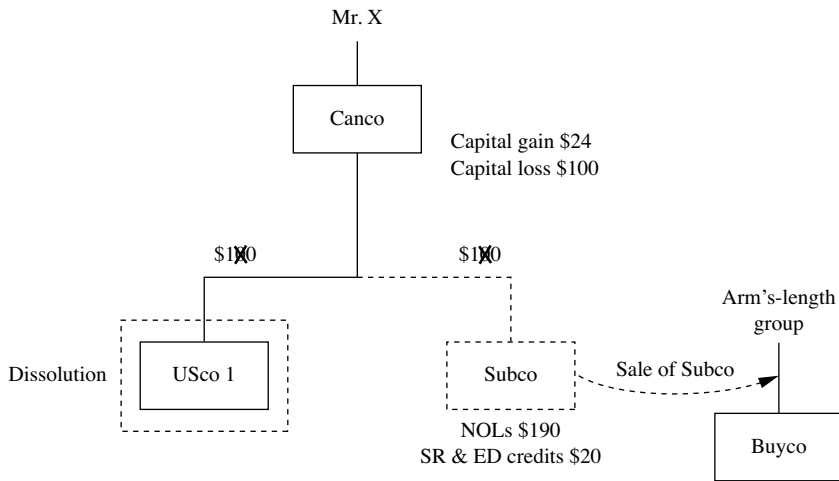 Mr. X
Canco
Capital gain $24
Capital loss $100
Arm's-length
group
Dissolution
USco 1
Subco
Sale of Subco
NOLs $190
SR & ED credits $20
Buyco